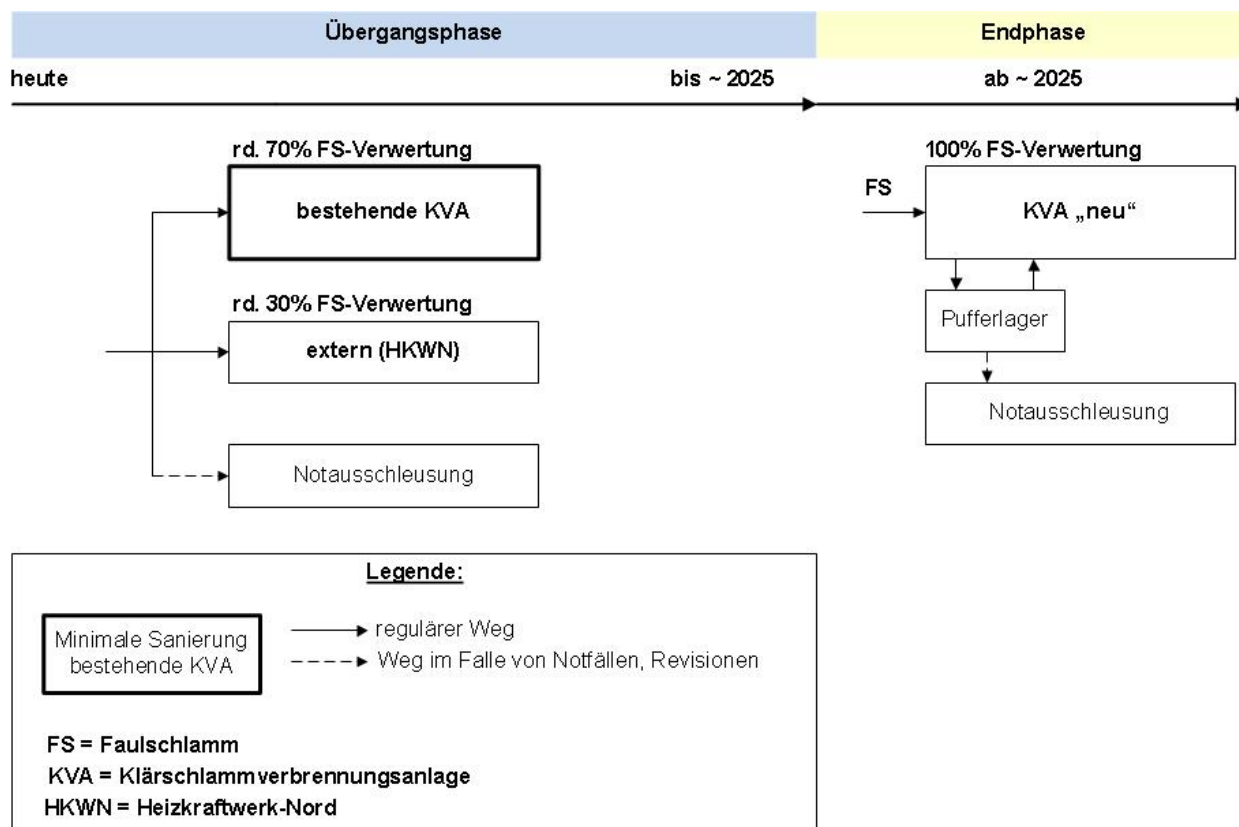 Übergangsphase
Endphase
heute
bis ~ 2025
ab ~ 2025
rd. 70% FS-Verwertung
100% FS-Verwertung
FS
bestehende KVA
KVA „neu“
rd. 30% FS-Verwertung
extern (HKWN)
Pufferlager
Notausschleusung
Notausschleusung
Legende:
Minimale Sanierung
bestehende KVA
regulärer Weg
Weg im Falle von Notfällen, Revisionen
FS = Faulschlamm
KVA = Klärschlammverbrennungsanlage
HKWN = Heizkraftwerk-Nord